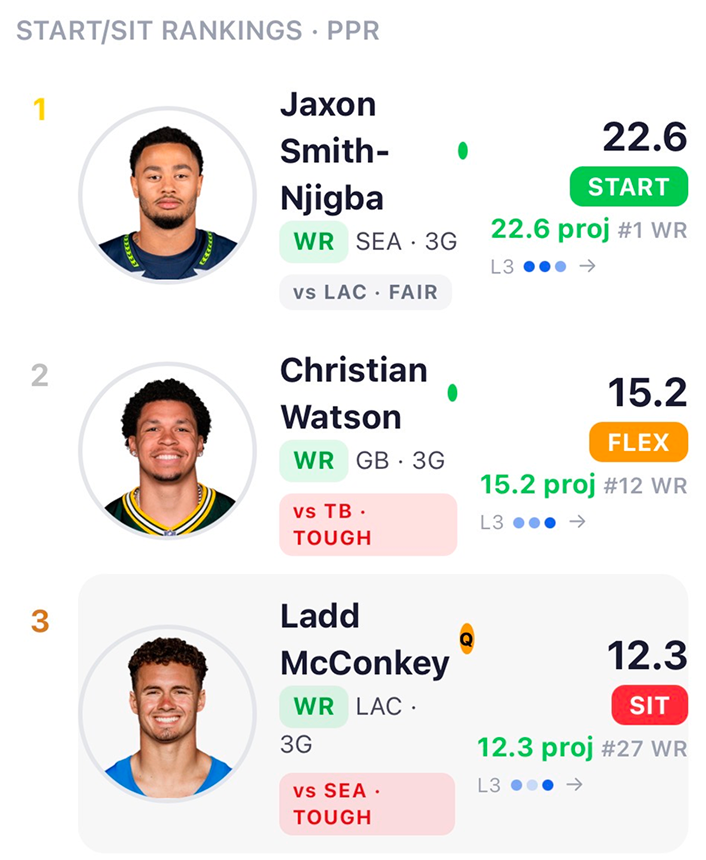 START/SIT RANKINGS · PPR
1
Jaxon
Smith-
Njigba
WR SEA · 3G
vs LAC · FAIR
22.6
START
22.6 proj #1 WR
L3 →
2
Christian
Watson
WR GB · 3G
vs TB ·
TOUGH
15.2
FLEX
15.2 proj #12 WR
L3 →
3
Ladd
McConkey Q
WR LAC ·
3G
vs SEA ·
TOUGH
12.3
SIT
12.3 proj #27 WR
L3 →